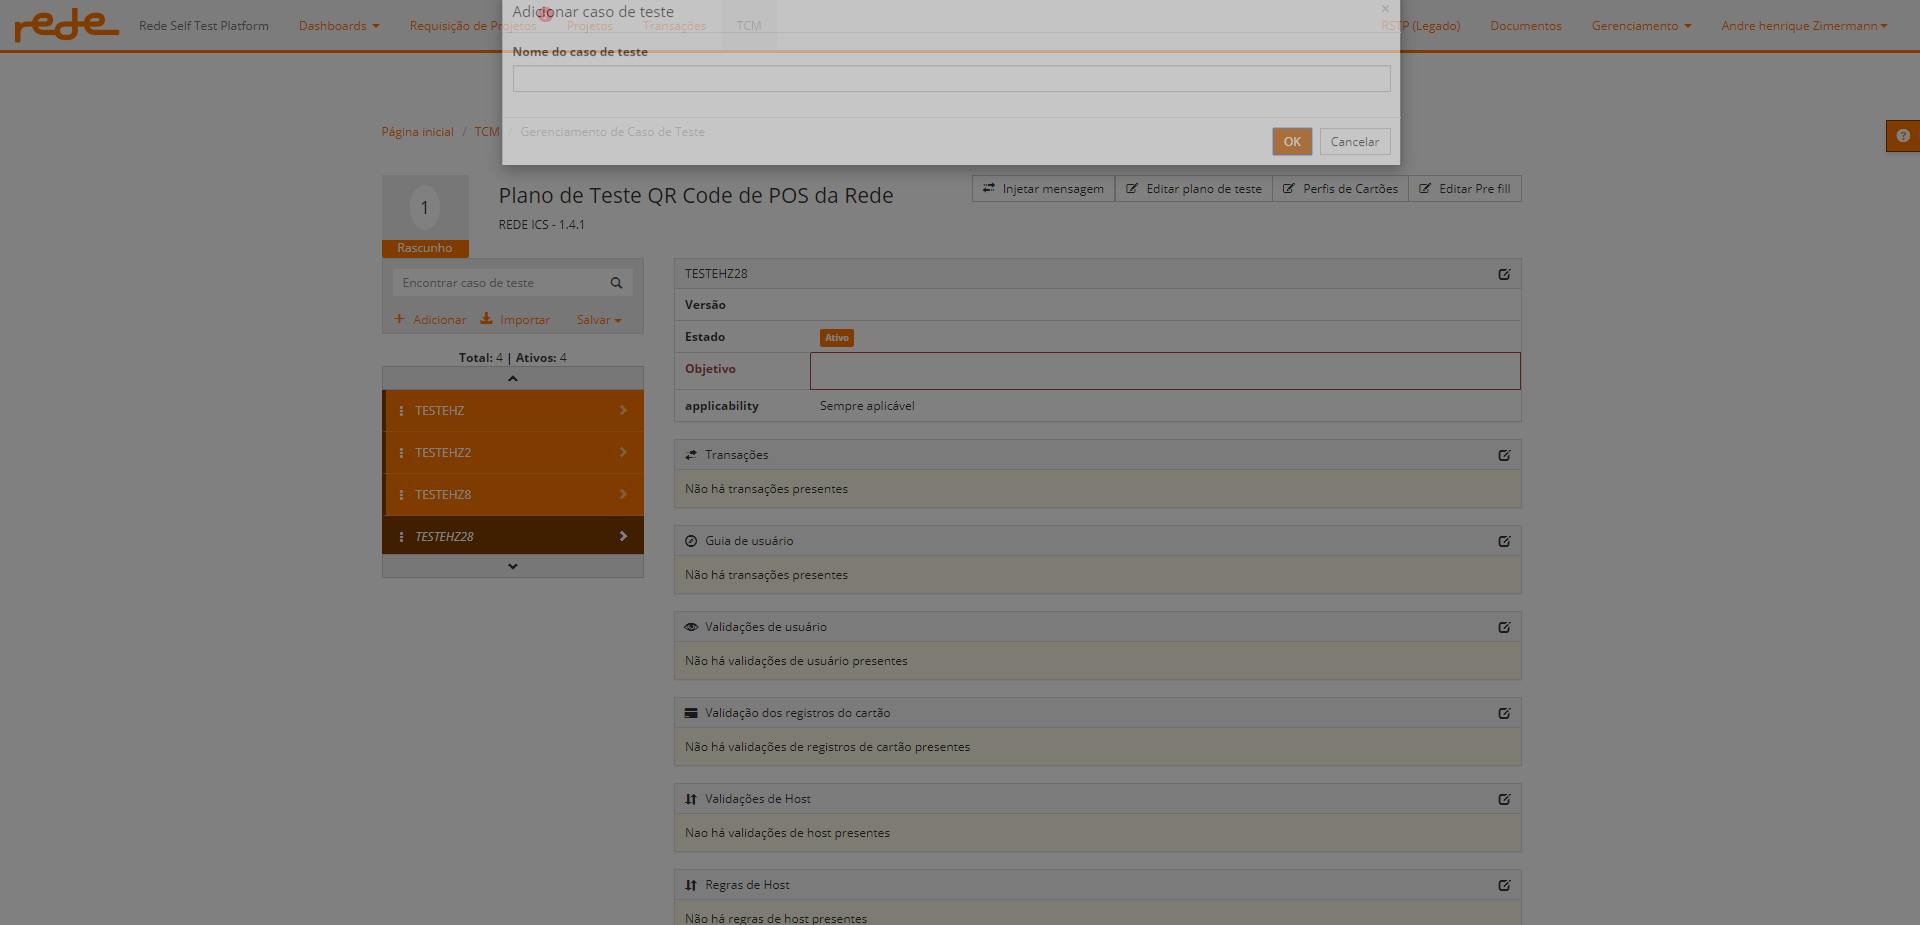 rede Rede Self Test Platform Dashboards Requisição de Projetos Projetos Transações TCM RSTP (Legado) Documentos Gerenciamento Andre henrique Zimermann
Adicionar caso de teste ×
Nome do caso de teste
OK Cancelar
Página inicial / TCM / Gerenciamento de Caso de Teste
1
Rascunho
Plano de Teste QR Code de POS da Rede
REDE ICS - 1.4.1
Injetar mensagem Editar plano de teste Perfis de Cartões Editar Pre fill
Encontrar caso de teste
Adicionar Importar Salvar
Total: 4 | Ativos: 4
TESTEHZ
TESTEHZ2
TESTEHZ8
TESTEHZ28
TESTEHZ28
Versão
Estado Ativo
Objetivo
applicability Sempre aplicável
Transações
Não há transações presentes
Guia de usuário
Não há transações presentes
Validações de usuário
Não há validações de usuário presentes
Validação dos registros do cartão
Não há validações de registros de cartão presentes
Validações de Host
Nao há validações de host presentes
Regras de Host
Não há regras de host presentes